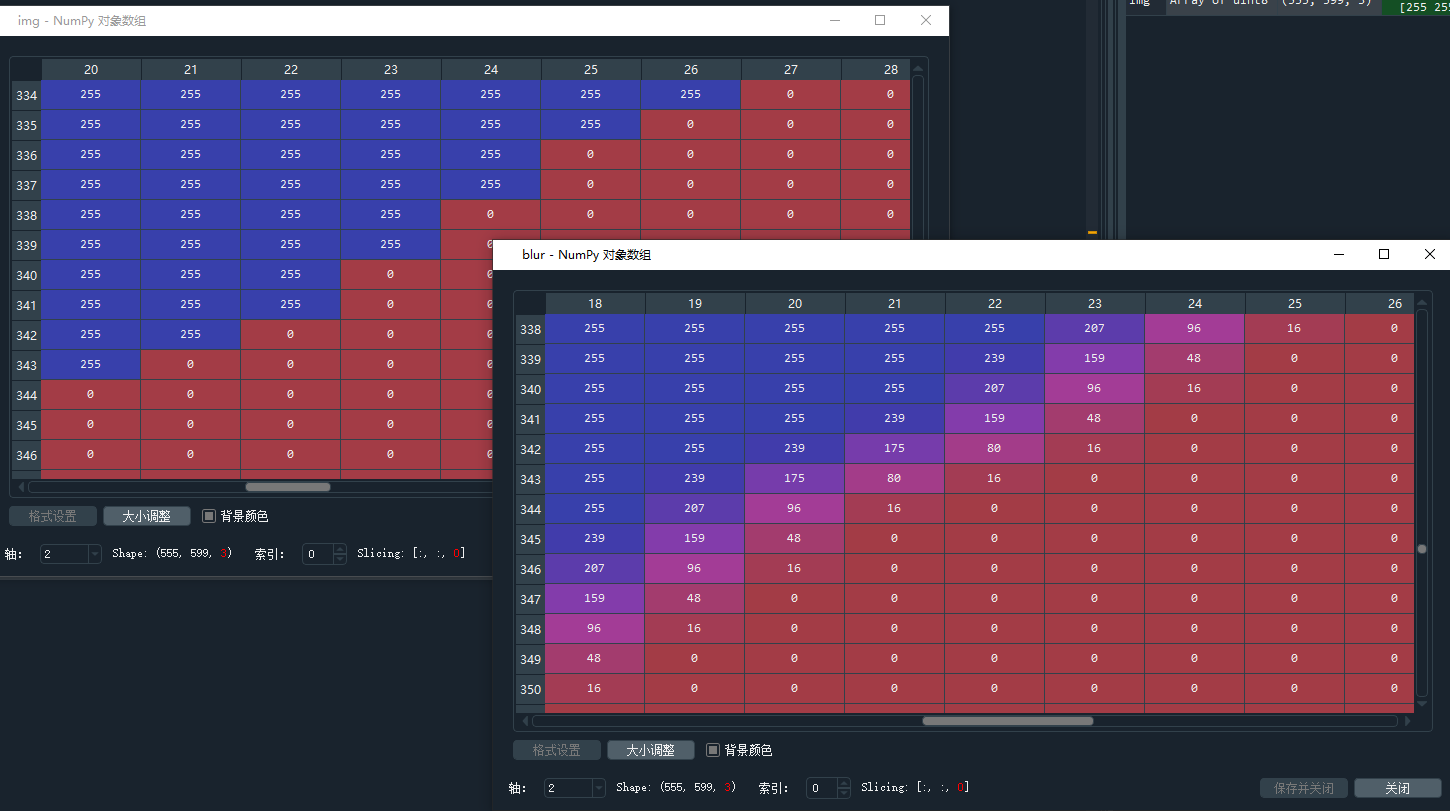 img - NumPy 对象数组
img Array of uint8 (555, 599, 3) [255 255
20 21 22 23 24 25 26 27 28
334 255 255 255 255 255 255 255 0 0
335 255 255 255 255 255 255 0 0 0
336 255 255 255 255 255 0 0 0 0
337 255 255 255 255 255 0 0 0 0
338 255 255 255 255 0 0 0 0 0
339 255 255 255 255 0
340 255 255 255 0 0
341 255 255 255 0 0
342 255 255 0 0 0
343 255 0 0 0 0
344 0 0 0 0 0
345 0 0 0 0 0
346 0 0 0 0 0
格式设置 大小调整 背景颜色
轴: 2 Shape: (555, 599, 3) 索引: 0 Slicing: [:, :, 0]
blur - NumPy 对象数组
18 19 20 21 22 23 24 25 26
338 255 255 255 255 255 207 96 16 0
339 255 255 255 255 239 159 48 0 0
340 255 255 255 255 207 96 16 0 0
341 255 255 255 239 159 48 0 0 0
342 255 255 239 175 80 16 0 0 0
343 255 239 175 80 16 0 0 0 0
344 255 207 96 16 0 0 0 0 0
345 239 159 48 0 0 0 0 0 0
346 207 96 16 0 0 0 0 0 0
347 159 48 0 0 0 0 0 0 0
348 96 16 0 0 0 0 0 0 0
349 48 0 0 0 0 0 0 0 0
350 16 0 0 0 0 0 0 0 0
格式设置 大小调整 背景颜色
轴: 2 Shape: (555, 599, 3) 索引: 0 Slicing: [:, :, 0]
保存并关闭 关闭